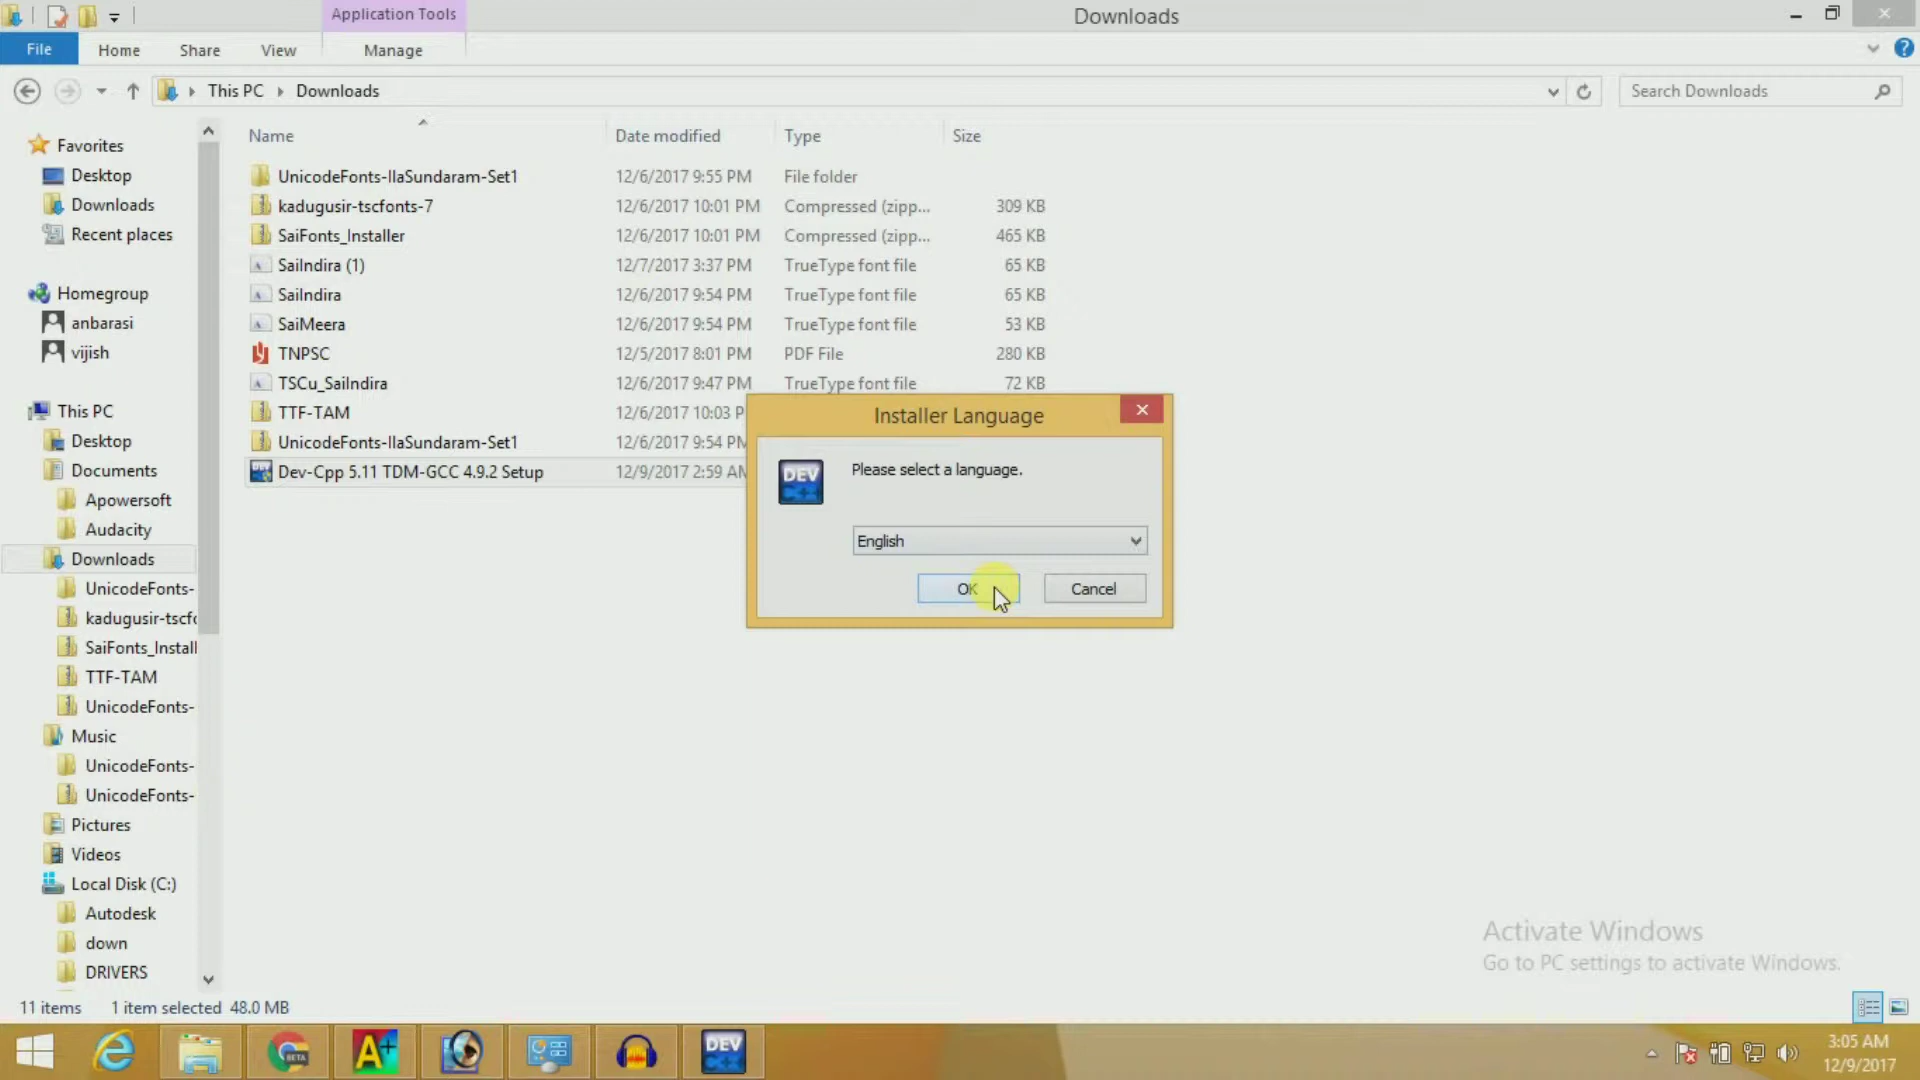 Application Tools
Downloads
File Home Share View Manage
This PC Downloads
Search Downloads
Name Date modified Type Size
UnicodeFonts-IlaSundaram-Set1 12/6/2017 9:55 PM File folder
kadugusir-tscfonts-7 12/6/2017 10:01 PM Compressed (zipp... 309 KB
SaiFonts_Installer 12/6/2017 10:01 PM Compressed (zipp... 465 KB
SaiIndira (1) 12/7/2017 3:37 PM TrueType font file 65 KB
SaiIndira 12/6/2017 9:54 PM TrueType font file 65 KB
SaiMeera 12/6/2017 9:54 PM TrueType font file 53 KB
TNPSC 12/5/2017 8:01 PM PDF File 280 KB
TSCu_SaiIndira 12/6/2017 9:47 PM TrueType font file 72 KB
TTF-TAM 12/6/2017 10:03 P
UnicodeFonts-IlaSundaram-Set1 12/6/2017 9:54 PM
Dev-Cpp 5.11 TDM-GCC 4.9.2 Setup 12/9/2017 2:59 AM
Favorites
Desktop
Downloads
Recent places
Homegroup
anbarasi
vijish
This PC
Desktop
Documents
Apowersoft
Audacity
Downloads
UnicodeFonts-
kadugusir-tscfo
SaiFonts_Install
TTF-TAM
UnicodeFonts-
Music
UnicodeFonts-
UnicodeFonts-
Pictures
Videos
Local Disk (C:)
Autodesk
down
DRIVERS
Installer Language
DEV
C++
Please select a language.
English
OK Cancel
Activate Windows
Go to PC settings to activate Windows.
11 items 1 item selected 48.0 MB
BETA
A+
DEV
C++
3:05 AM
12/9/2017